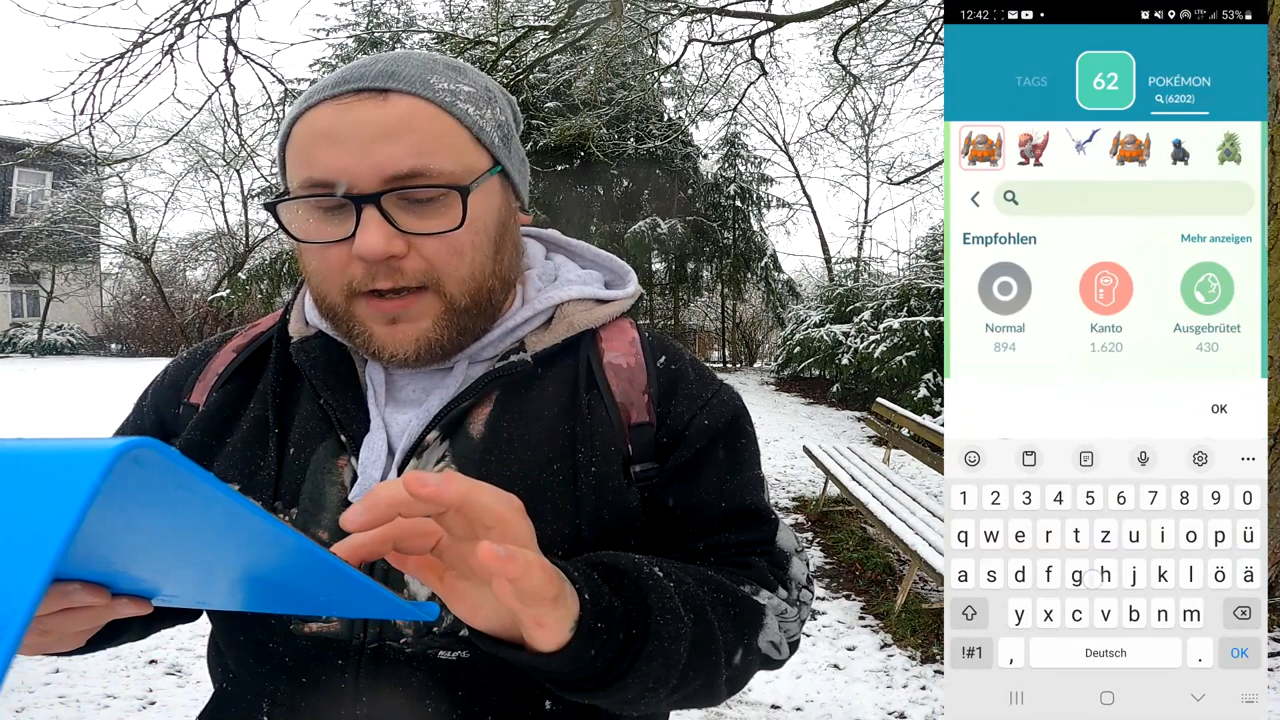 12:42
LTE+
53%
TAGS
62
POKÉMON
(6202)
Empfohlen
Mehr anzeigen
Normal
Kanto
Ausgebrütet
894
1.620
430
OK
1 2 3 4 5 6 7 8 9 0
q w e r t z u i o p ü
a s d f g h j k l ö ä
y x c v b n m
!#1 , Deutsch . OK